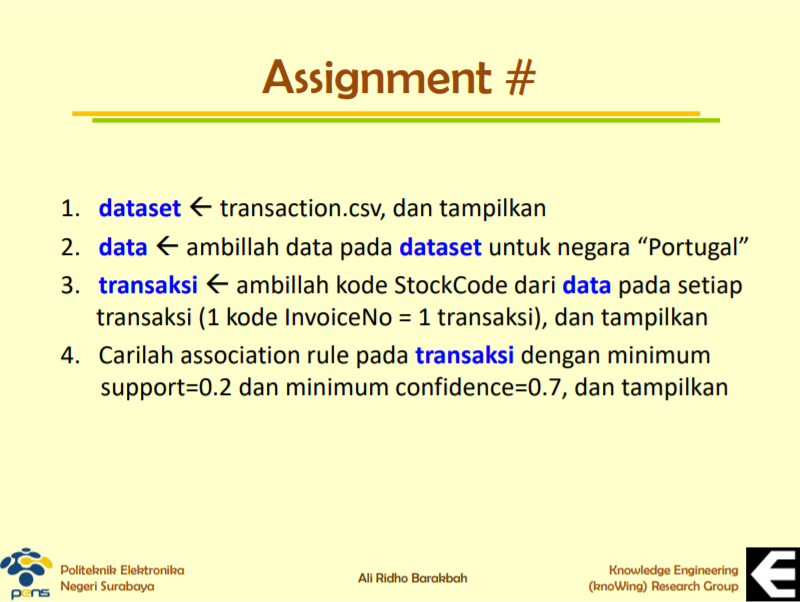 Assignment #
1. dataset ← transaction.csv, dan tampilkan
2. data ← ambillah data pada dataset untuk negara “Portugal”
3. transaksi ← ambillah kode StockCode dari data pada setiap
transaksi (1 kode InvoiceNo = 1 transaksi), dan tampilkan
4. Carilah association rule pada transaksi dengan minimum
support=0.2 dan minimum confidence=0.7, dan tampilkan
pens
Politeknik Elektronika
Negeri Surabaya
Ali Ridho Barakbah
Knowledge Engineering
(knoWing) Research Group